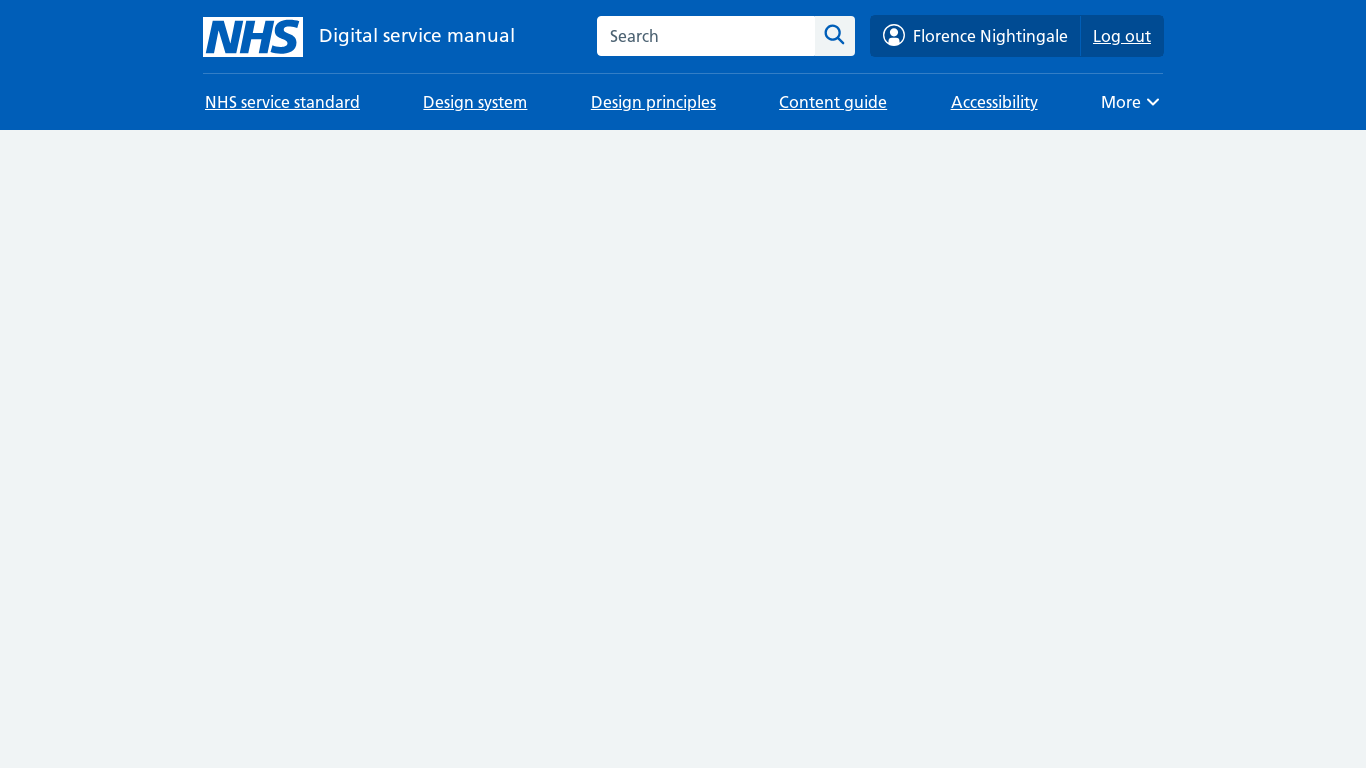 NHS Digital service manual Search Florence Nightingale Log out
NHS service standard Design system Design principles Content guide Accessibility More